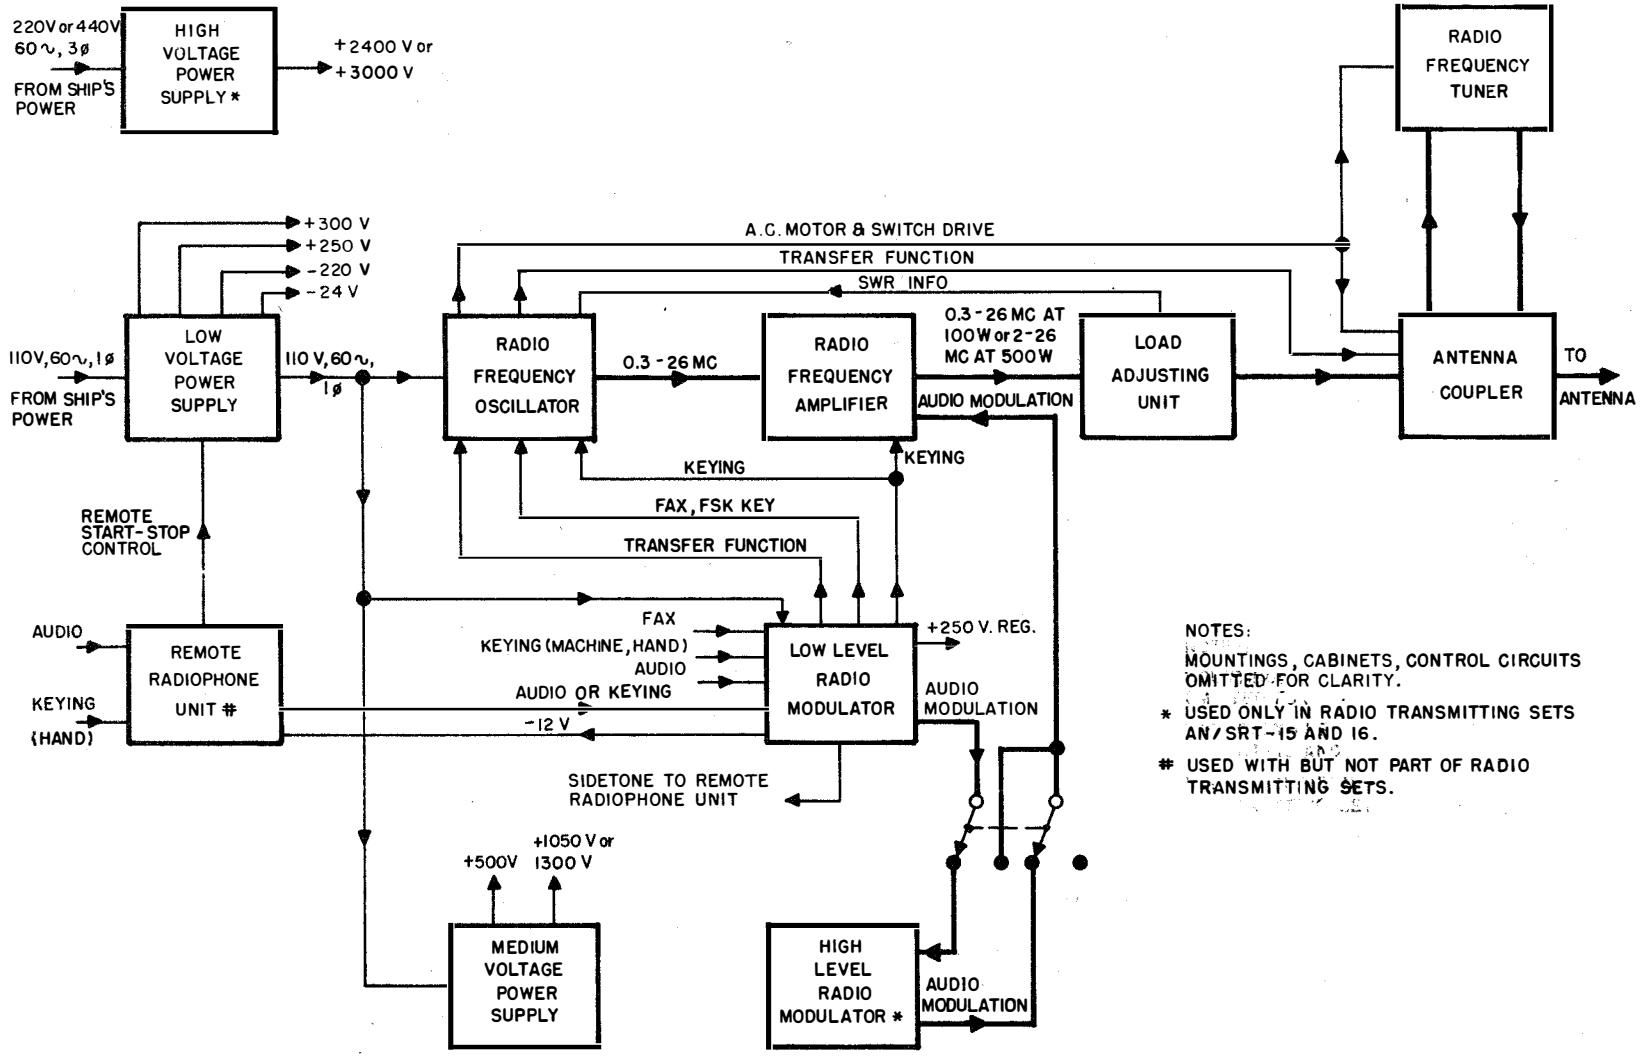 220V or 440V
60~, 3ø
FROM SHIP'S
POWER
HIGH
VOLTAGE
POWER
SUPPLY *
+2400 V or
+3000 V
RADIO
FREQUENCY
TUNER
+300 V
+250 V
-220 V
-24 V
A.C. MOTOR & SWITCH DRIVE
TRANSFER FUNCTION
SWR INFO
110V, 60~, 1ø
FROM SHIP'S
POWER
LOW
VOLTAGE
POWER
SUPPLY
110 V, 60~,
1ø
RADIO
FREQUENCY
OSCILLATOR
0.3-26 MC
RADIO
FREQUENCY
AMPLIFIER
0.3-26 MC AT
100W or 2-26
MC AT 500W
AUDIO MODULATION
LOAD
ADJUSTING
UNIT
ANTENNA
COUPLER
TO
ANTENNA
KEYING
KEYING
FAX, FSK KEY
TRANSFER FUNCTION
REMOTE
START-STOP
CONTROL
AUDIO
KEYING
(HAND)
REMOTE
RADIOPHONE
UNIT #
FAX
KEYING (MACHINE, HAND)
AUDIO
AUDIO OR KEYING
-12 V
LOW LEVEL
RADIO
MODULATOR
+250 V. REG.
AUDIO
MODULATION
SIDETONE TO REMOTE
RADIOPHONE UNIT
+500V
+1050 V or
1300 V
MEDIUM
VOLTAGE
POWER
SUPPLY
HIGH
LEVEL
RADIO
MODULATOR *
AUDIO
MODULATION
NOTES:
MOUNTINGS, CABINETS, CONTROL CIRCUITS
OMITTED FOR CLARITY.
* USED ONLY IN RADIO TRANSMITTING SETS
AN/SRT-15 AND 16.
# USED WITH BUT NOT PART OF RADIO
TRANSMITTING SETS.